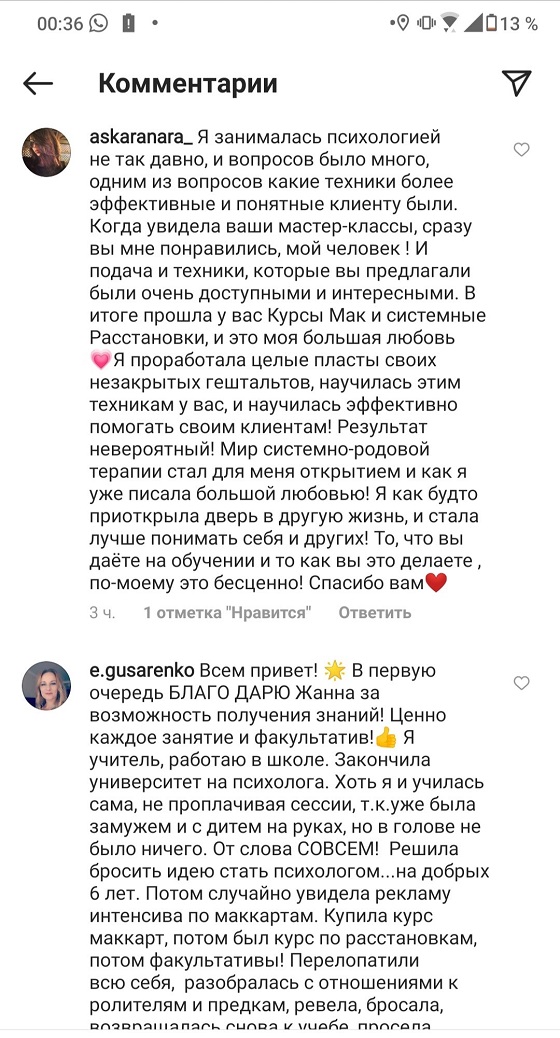 00:36 13 %
Комментарии
askaranara_ Я занималась психологией
не так давно, и вопросов было много,
одним из вопросов какие техники более
эффективные и понятные клиенту были.
Когда увидела ваши мастер-классы, сразу
вы мне понравились, мой человек ! И
подача и техники, которые вы предлагали
были очень доступными и интересными. В
итоге прошла у вас Курсы Мак и системные
Расстановки, и это моя большая любовь
💗Я проработала целые пласты своих
незакрытых гештальтов, научилась этим
техникам у вас, и научилась эффективно
помогать своим клиентам! Результат
невероятный! Мир системно-родовой
терапии стал для меня открытием и как я
уже писала большой любовью! Я как будто
приоткрыла дверь в другую жизнь, и стала
лучше понимать себя и других! То, что вы
даёте на обучении и то как вы это делаете ,
по-моему это бесценно! Спасибо вам❤️
3 ч. 1 отметка "Нравится" Ответить
e.gusarenko Всем привет! 🌟 В первую
очередь БЛАГО ДАРЮ Жанна за
возможность получения знаний! Ценно
каждое занятие и факультатив!👍 Я
учитель, работаю в школе. Закончила
университет на психолога. Хоть я и училась
сама, не проплачивая сессии, т.к.уже была
замужем и с дитем на руках, но в голове не
было ничего. От слова СОВСЕМ! Решила
бросить идею стать психологом...на добрых
6 лет. Потом случайно увидела рекламу
интенсива по маккартам. Купила курс
маккарт, потом был курс по расстановкам,
потом факультативы! Перелопатили
всю себя, разобралась с отношениями к
ролителям и предкам, ревела, бросала,
возвращалась снова к учебе, просела